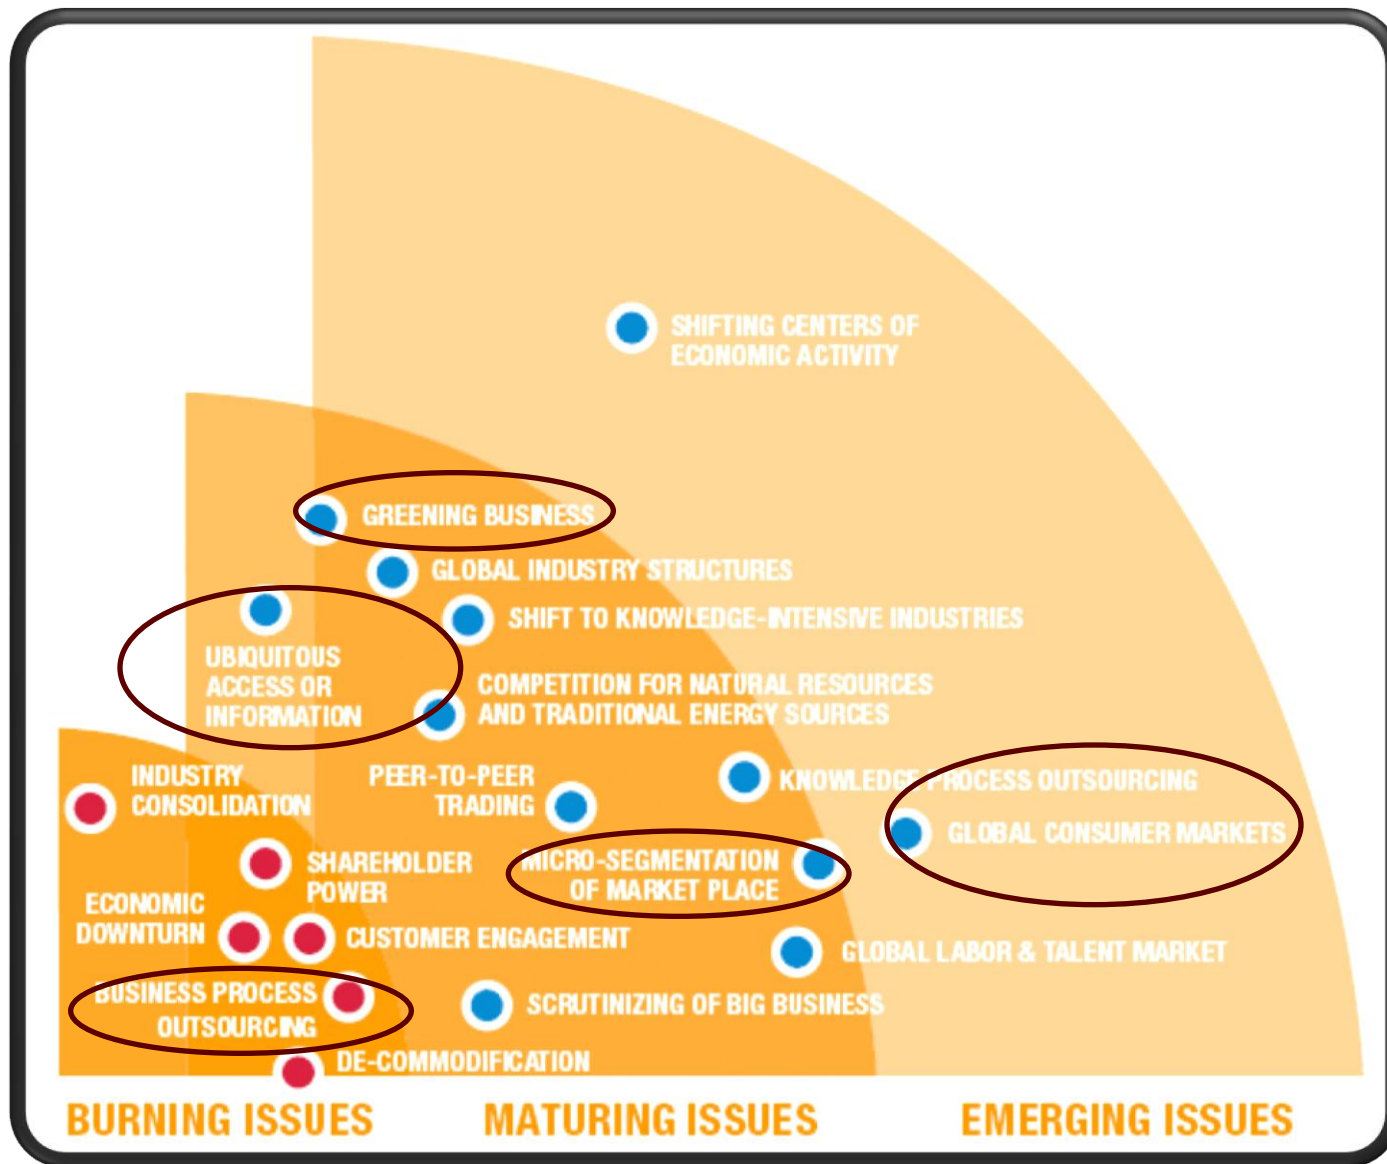 SHIFTING CENTERS OF
ECONOMIC ACTIVITY
GREENING BUSINESS
GLOBAL INDUSTRY STRUCTURES
SHIFT TO KNOWLEDGE-INTENSIVE INDUSTRIES
UBIQUITOUS
ACCESS OR
INFORMATION
COMPETITION FOR NATURAL RESOURCES
AND TRADITIONAL ENERGY SOURCES
INDUSTRY
CONSOLIDATION
PEER-TO-PEER
TRADING
KNOWLEDGE PROCESS OUTSOURCING
GLOBAL CONSUMER MARKETS
SHAREHOLDER
POWER
MICRO-SEGMENTATION
OF MARKET PLACE
ECONOMIC
DOWNTURN
CUSTOMER ENGAGEMENT
GLOBAL LABOR & TALENT MARKET
BUSINESS PROCESS
OUTSOURCING
SCRUTINIZING OF BIG BUSINESS
DE-COMMODIFICATION
BURNING ISSUES
MATURING ISSUES
EMERGING ISSUES